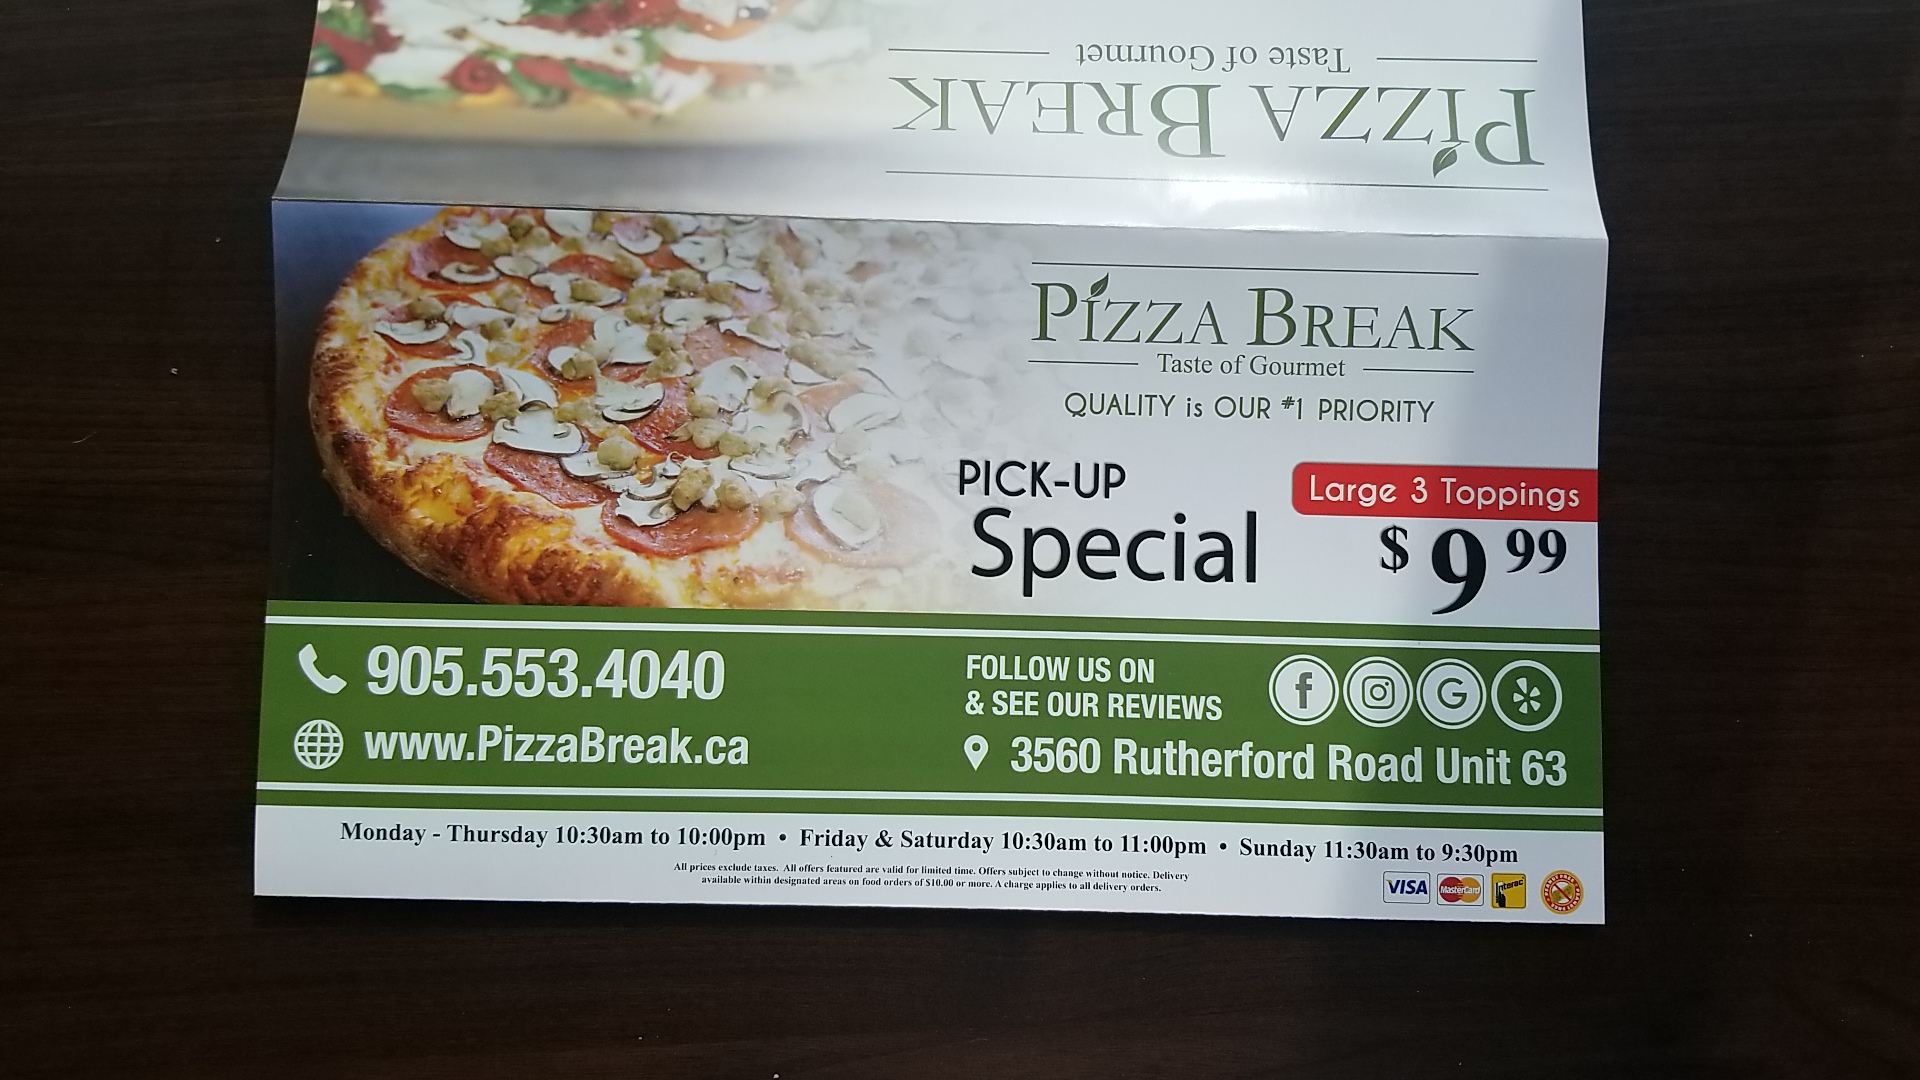 Taste of Gourmet
PIZZA BREAK
PIZZA BREAK
Taste of Gourmet
QUALITY is OUR #1 PRIORITY
PICK-UP
Special
Large 3 Toppings
$9.99
905.553.4040
www.PizzaBreak.ca
FOLLOW US ON
& SEE OUR REVIEWS
3560 Rutherford Road Unit 63
Monday - Thursday 10:30am to 10:00pm • Friday & Saturday 10:30am to 11:00pm • Sunday 11:30am to 9:30pm
All prices exclude taxes. All offers featured are valid for limited time. Offers subject to change without notice. Delivery
available within designated areas on food orders of $10.00 or more. A charge applies to all delivery orders.
VISA MasterCard Interac